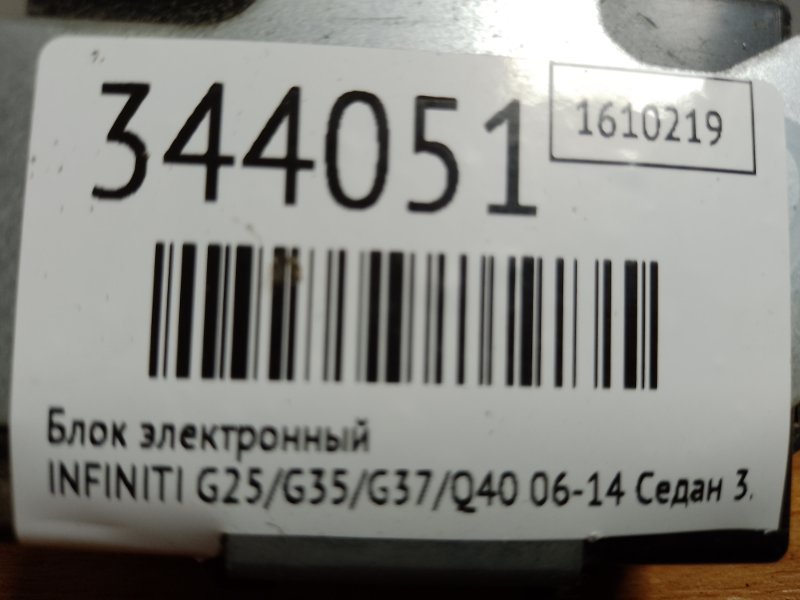 344051
1610219
Блок электронный
INFINITI G25/G35/G37/Q40 06-14 Седан 3.